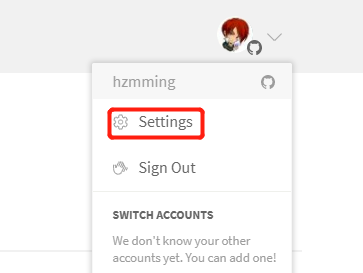 hzmming
Settings
Sign Out
SWITCH ACCOUNTS
We don't know your other
accounts yet. You can add one!